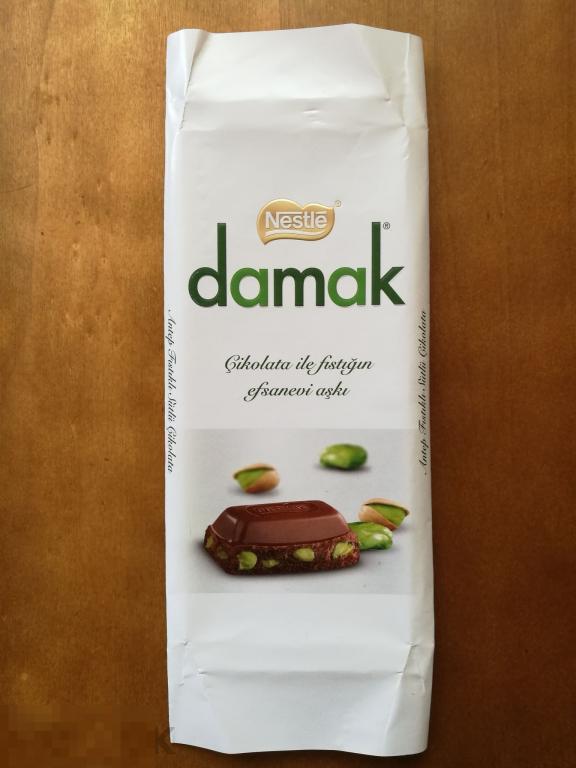 Nestlé®
damak®
Çikolata ile fıstığın
efsanevi aşkı
Antep Fıstıklı Sütlü Çikolata
Antep Fıstıklı Sütlü Çikolata